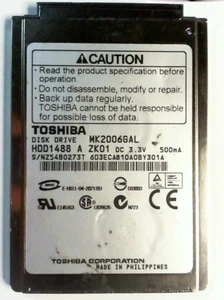 ⚠CAUTION
• Read the product specification before operation.
• Do not disassemble, modify or repair.
• Back up data regularly.
TOSHIBA cannot be held responsible for possible loss of data.
TOSHIBA
DISK DRIVE MK2006GAL
HDD1488 A ZK01 DC 3.3V 500mA
TOSHIBA CORPORATION
MADE IN PHILIPPINES